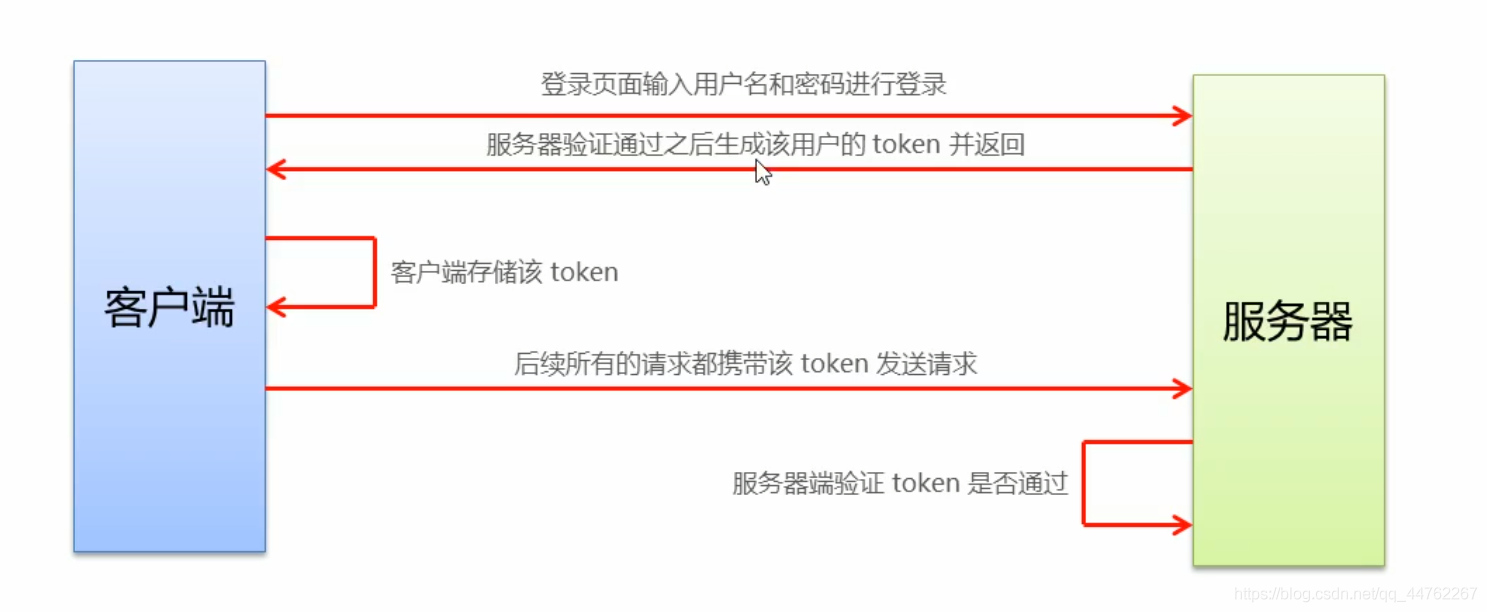 登录页面输入用户名和密码进行登录
服务器验证通过之后生成该用户的 token 并返回
客户端存储该 token
客户端
服务器
后续所有的请求都携带该 token 发送请求
服务器端验证 token 是否通过
https://blog.csdn.net/qq_44762267